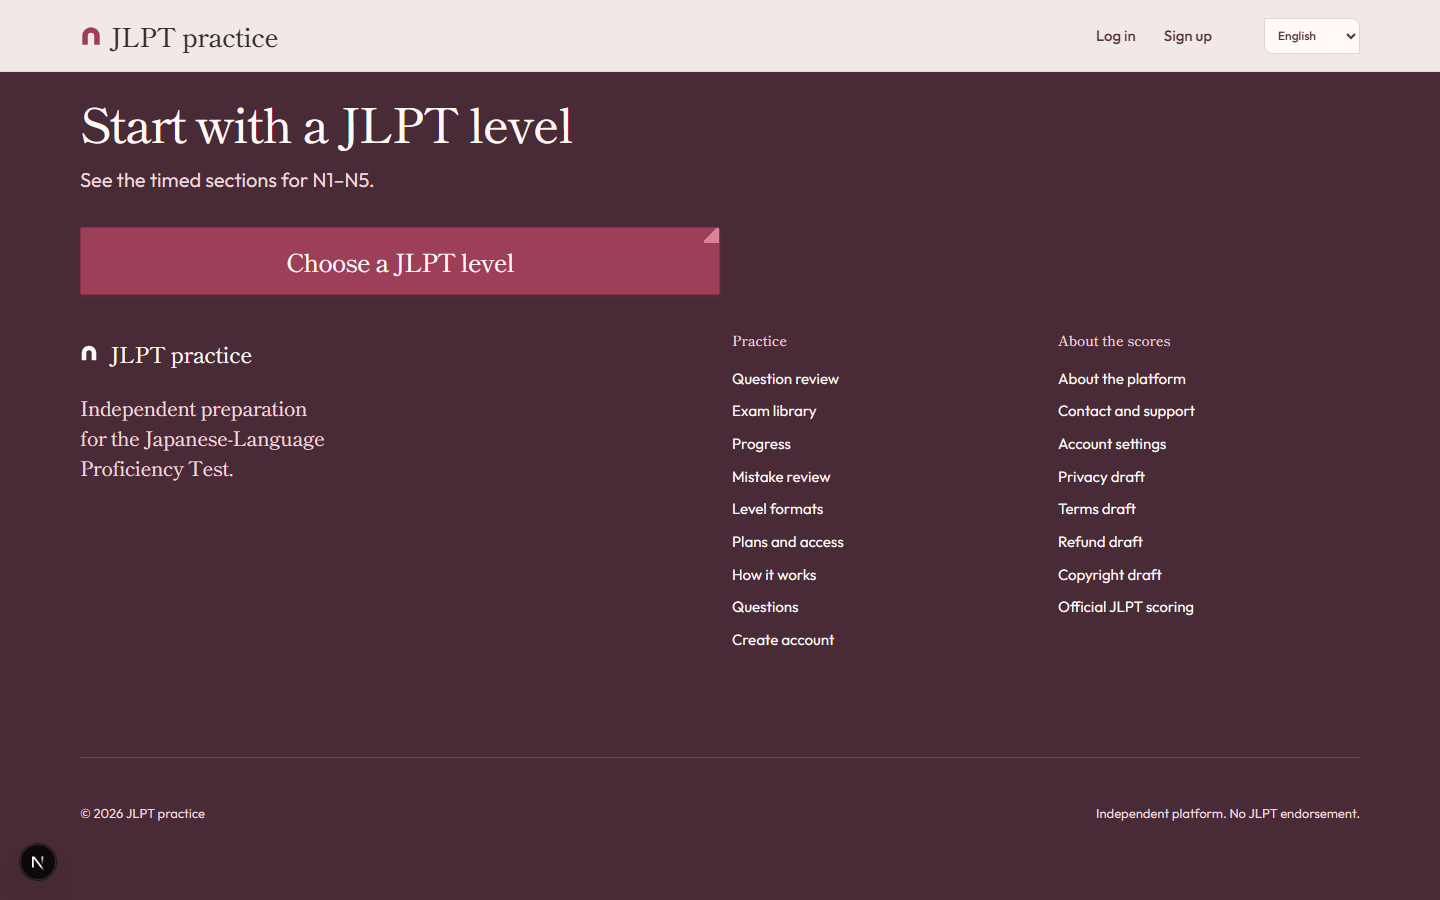 JLPT practice
Log in
Sign up
English
Start with a JLPT level
See the timed sections for N1–N5.
Choose a JLPT level
JLPT practice
Independent preparation
for the Japanese-Language
Proficiency Test.
Practice
Question review
Exam library
Progress
Mistake review
Level formats
Plans and access
How it works
Questions
Create account
About the scores
About the platform
Contact and support
Account settings
Privacy draft
Terms draft
Refund draft
Copyright draft
Official JLPT scoring
© 2026 JLPT practice
Independent platform. No JLPT endorsement.
N